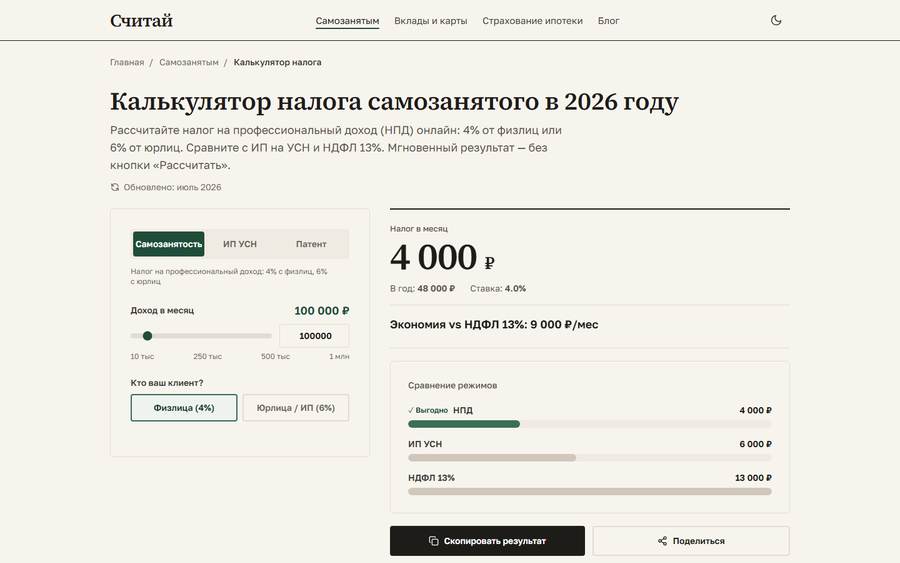 Считай
Самозанятым
Вклады и карты
Страхование ипотеки
Блог
Главная / Самозанятым / Калькулятор налога
Калькулятор налога самозанятого в 2026 году
Рассчитайте налог на профессиональный доход (НПД) онлайн: 4% от физлиц или
6% от юрлиц. Сравните с ИП на УСН и НДФЛ 13%. Мгновенный результат — без
кнопки «Рассчитать».
Обновлено: июль 2026
Самозанятость
ИП УСН
Патент
Налог на профессиональный доход: 4% с физлиц, 6%
с юрлиц
Доход в месяц
100 000 ₽
100000
10 тыс
250 тыс
500 тыс
1 млн
Кто ваш клиент?
Физлица (4%)
Юрлица / ИП (6%)
Налог в месяц
4 000 ₽
В год: 48 000 ₽
Ставка: 4.0%
Экономия vs НДФЛ 13%: 9 000 ₽/мес
Сравнение режимов
✓ Выгодно НПД
4 000 ₽
ИП УСН
6 000 ₽
НДФЛ 13%
13 000 ₽
Скопировать результат
Поделиться